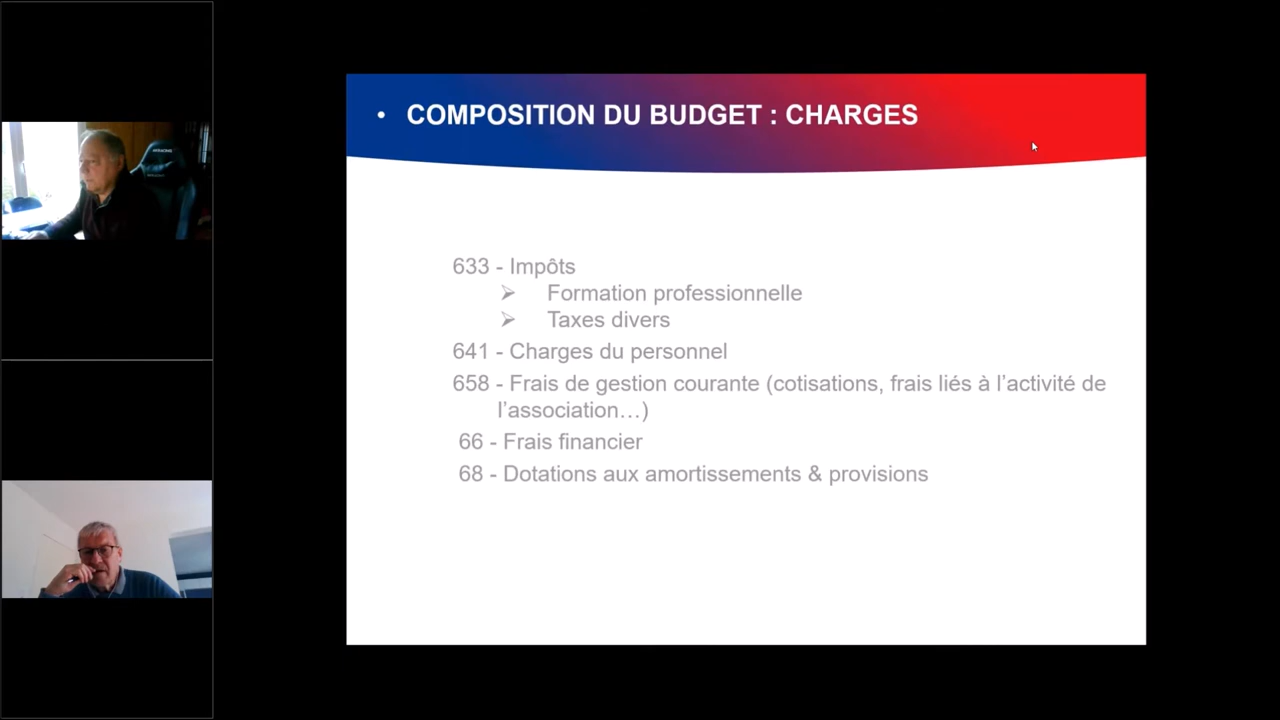 • COMPOSITION DU BUDGET : CHARGES
633 - Impôts
➢ Formation professionnelle
➢ Taxes divers
641 - Charges du personnel
658 - Frais de gestion courante (cotisations, frais liés à l’activité de
l’association…)
66 - Frais financier
68 - Dotations aux amortissements & provisions